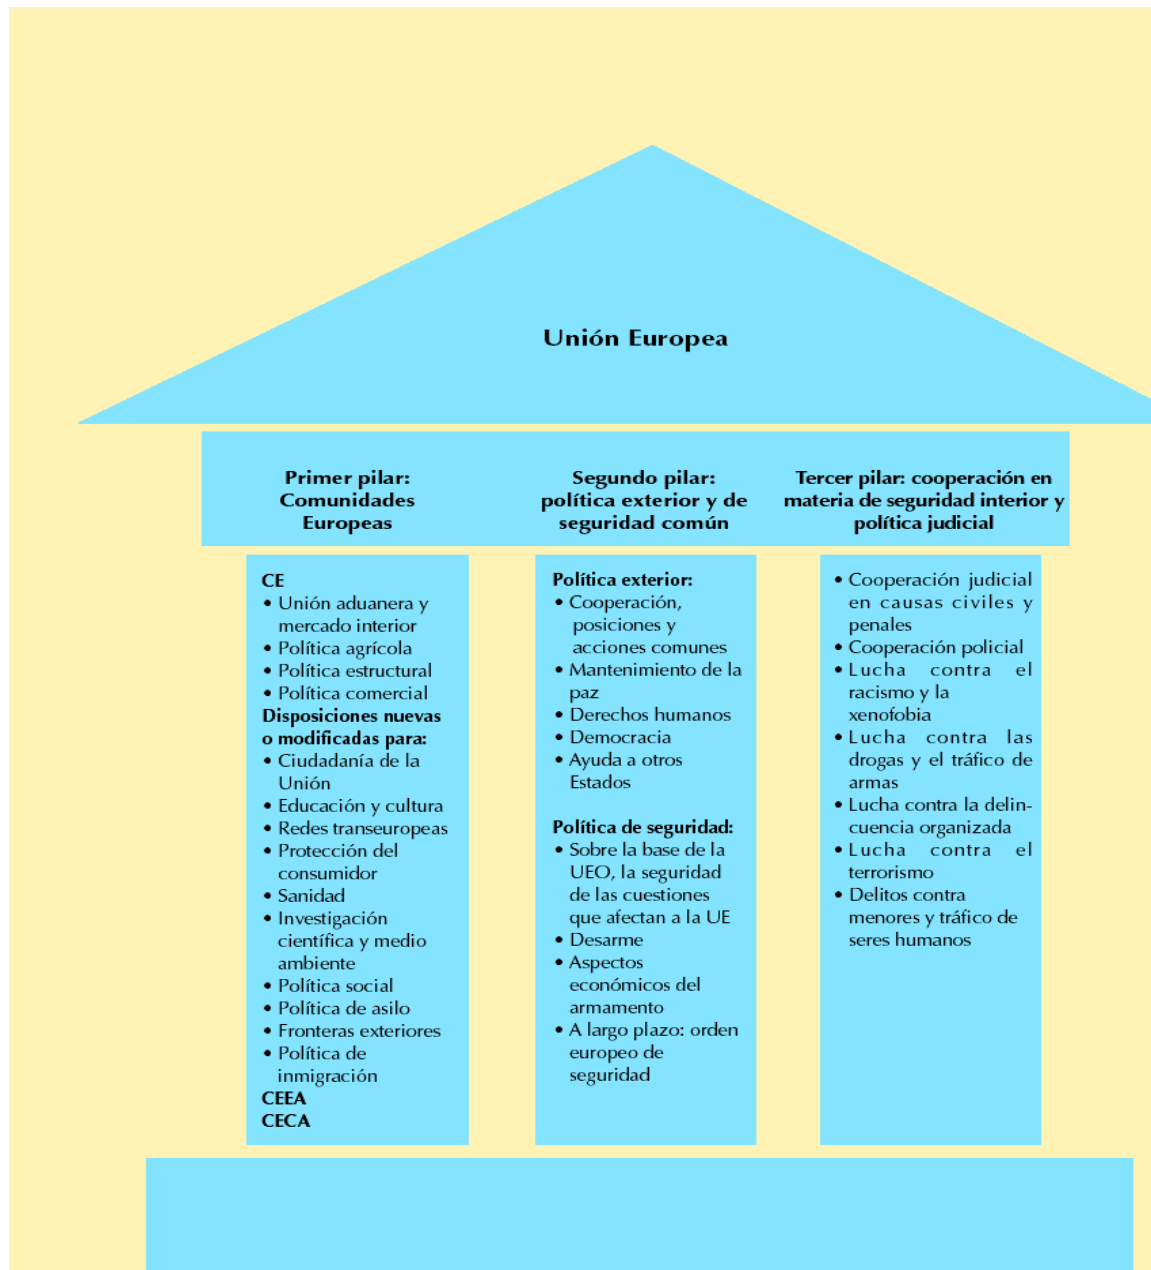 Unión Europea
Primer pilar:
Comunidades
Europeas
Segundo pilar:
política exterior y de
seguridad común
Tercer pilar: cooperación en
materia de seguridad interior y
política judicial
CE
• Unión aduanera y
mercado interior
• Política agrícola
• Política estructural
• Política comercial
Disposiciones nuevas
o modificadas para:
• Ciudadanía de la
Unión
• Educación y cultura
• Redes transeuropeas
• Protección del
consumidor
• Sanidad
• Investigación
científica y medio
ambiente
• Política social
• Política de asilo
• Fronteras exteriores
• Política de
inmigración
CEEA
CECA
Política exterior:
• Cooperación,
posiciones y
acciones comunes
• Mantenimiento de la
paz
• Derechos humanos
• Democracia
• Ayuda a otros
Estados
Política de seguridad:
• Sobre la base de la
UEO, la seguridad
de las cuestiones
que afectan a la UE
• Desarme
• Aspectos
económicos del
armamento
• A largo plazo: orden
europeo de
seguridad
• Cooperación judicial
en causas civiles y
penales
• Cooperación policial
• Lucha contra el
racismo y la
xenofobia
• Lucha contra las
drogas y el tráfico de
armas
• Lucha contra la delin-
cuencia organizada
• Lucha contra el
terrorismo
• Delitos contra
menores y tráfico de
seres humanos